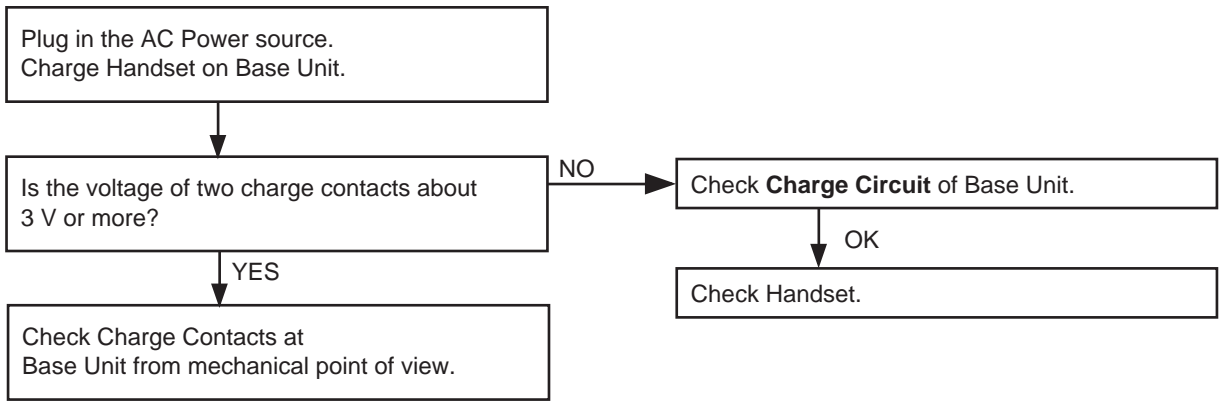 Plug in the AC Power source.
Charge Handset on Base Unit.
Is the voltage of two charge contacts about
3 V or more?
NO
Check Charge Circuit of Base Unit.
OK
Check Handset.
YES
Check Charge Contacts at
Base Unit from mechanical point of view.